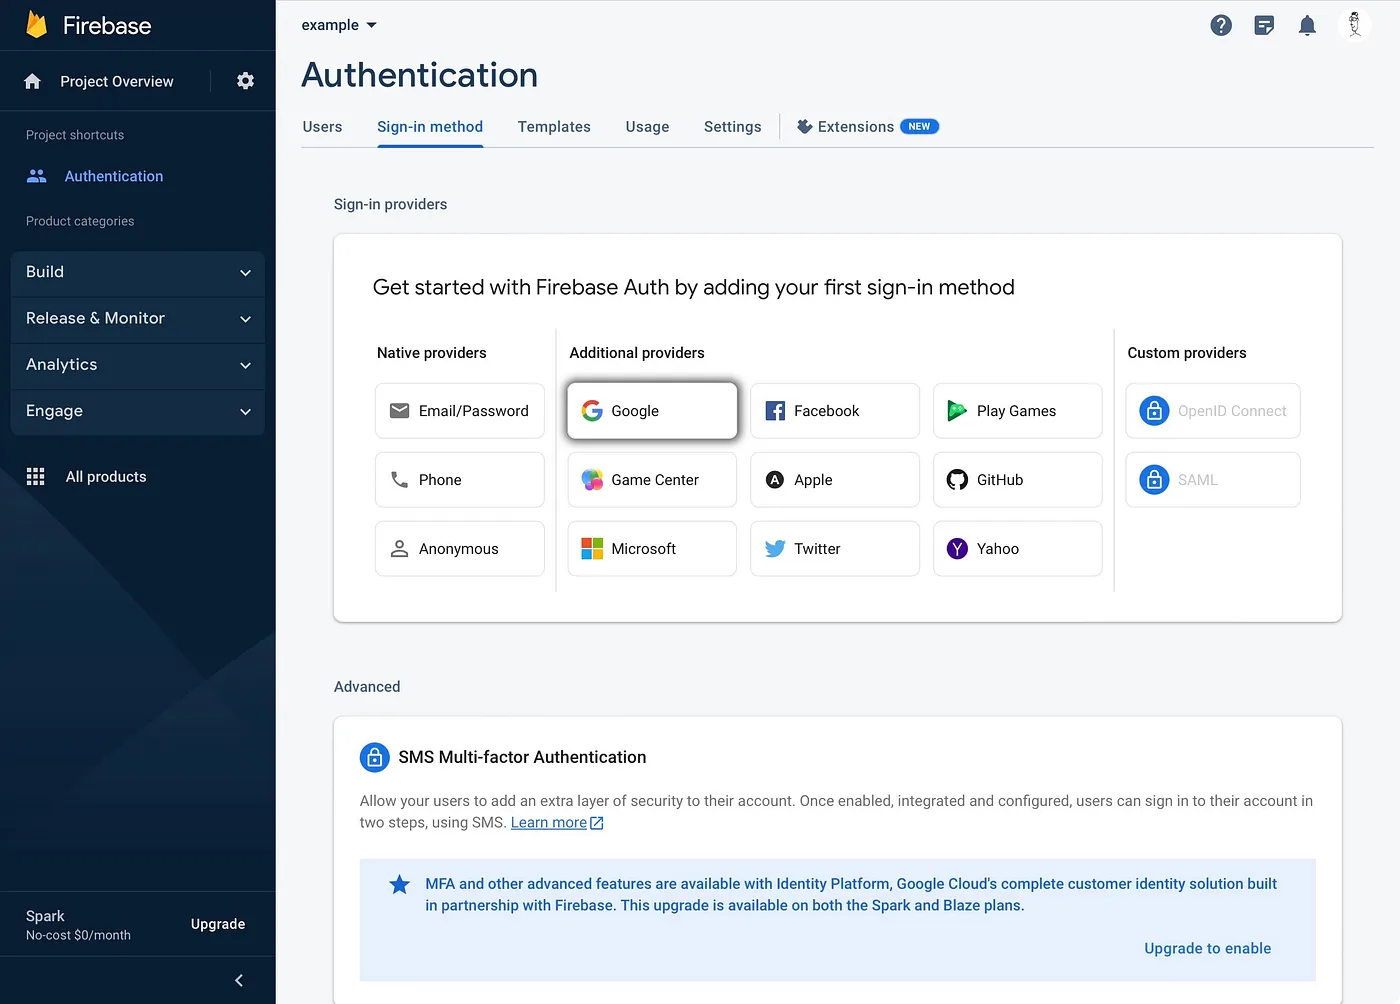 Firebase
Project Overview
Project shortcuts
Authentication
Product categories
Build
Release & Monitor
Analytics
Engage
All products
Spark
No-cost $0/month
Upgrade
example
Authentication
Users
Sign-in method
Templates
Usage
Settings
Extensions
NEW
Sign-in providers
Get started with Firebase Auth by adding your first sign-in method
Native providers
Email/Password
Phone
Anonymous
Additional providers
Google
Facebook
Play Games
Game Center
Apple
GitHub
Microsoft
Twitter
Yahoo
Custom providers
OpenID Connect
SAML
Advanced
SMS Multi-factor Authentication
Allow your users to add an extra layer of security to their account. Once enabled, integrated and configured, users can sign in to their account in
two steps, using SMS. Learn more
MFA and other advanced features are available with Identity Platform, Google Cloud's complete customer identity solution built
in partnership with Firebase. This upgrade is available on both the Spark and Blaze plans.
Upgrade to enable